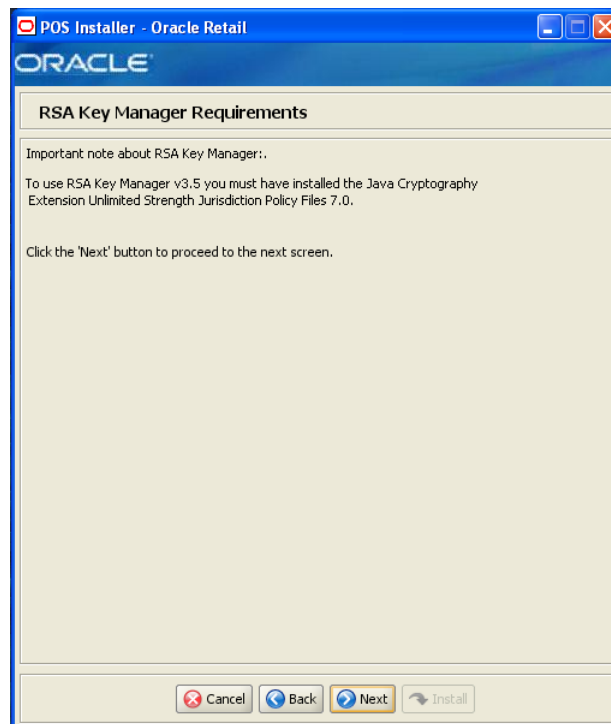 POS Installer - Oracle Retail
ORACLE
RSA Key Manager Requirements
Important note about RSA Key Manager:.
To use RSA Key Manager v3.5 you must have installed the Java Cryptography
Extension Unlimited Strength Jurisdiction Policy Files 7.0.
Click the 'Next' button to proceed to the next screen.
Cancel Back Next Install